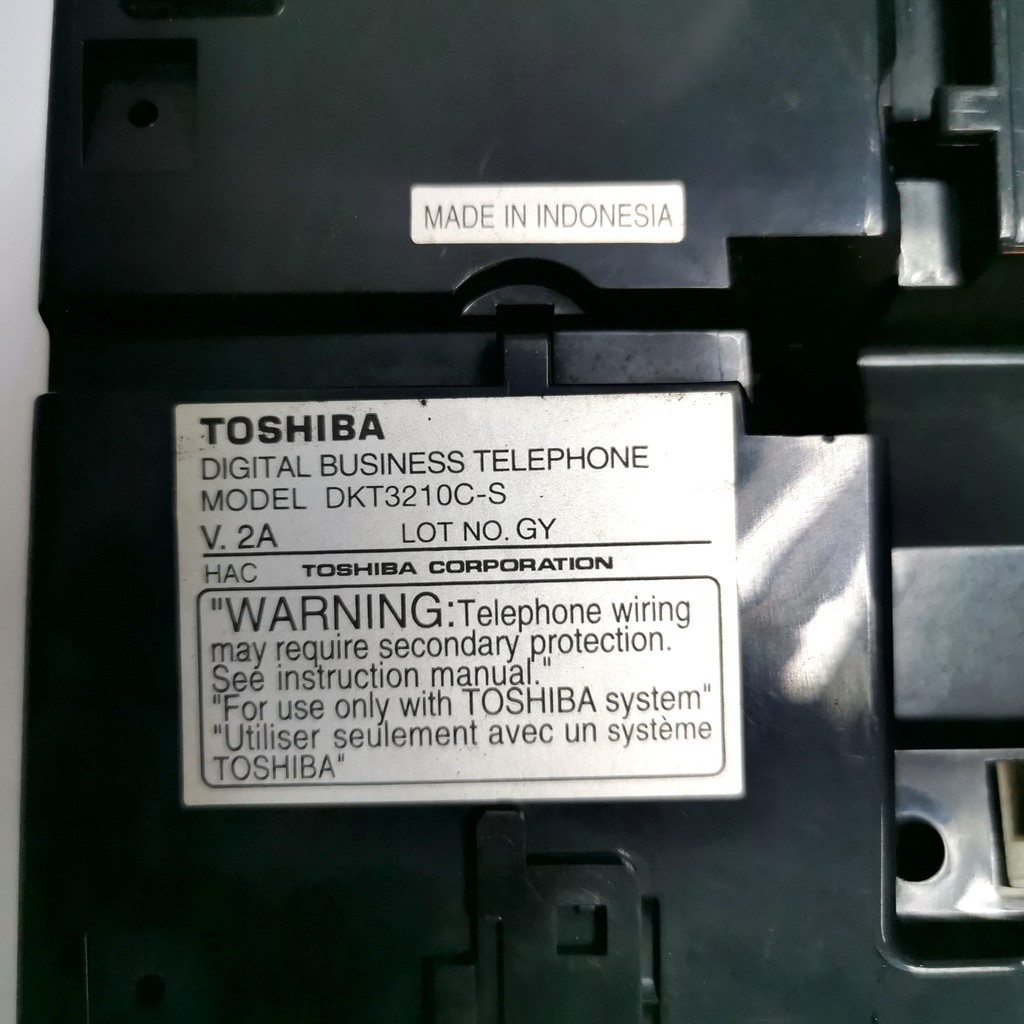 MADE IN INDONESIA
TOSHIBA
DIGITAL BUSINESS TELEPHONE
MODEL DKT3210C-S
V. 2A LOT NO. GY
HAC TOSHIBA CORPORATION
"WARNING:Telephone wiring
may require secondary protection.
See instruction manual."
"For use only with TOSHIBA system"
"Utiliser seulement avec un système
TOSHIBA"